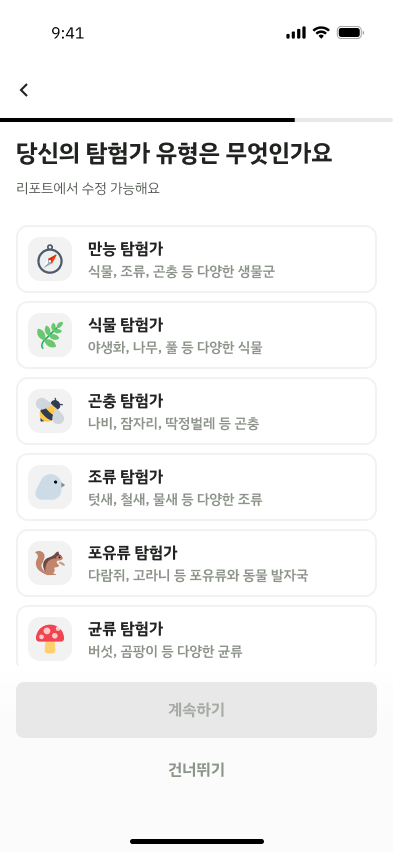 9:41
당신의 탐험가 유형은 무엇인가요
리포트에서 수정 가능해요
만능 탐험가
식물, 조류, 곤충 등 다양한 생물군
식물 탐험가
야생화, 나무, 풀 등 다양한 식물
곤충 탐험가
나비, 잠자리, 딱정벌레 등 곤충
조류 탐험가
텃새, 철새, 물새 등 다양한 조류
포유류 탐험가
다람쥐, 고라니 등 포유류와 동물 발자국
균류 탐험가
버섯, 곰팡이 등 다양한 균류
계속하기
건너뛰기